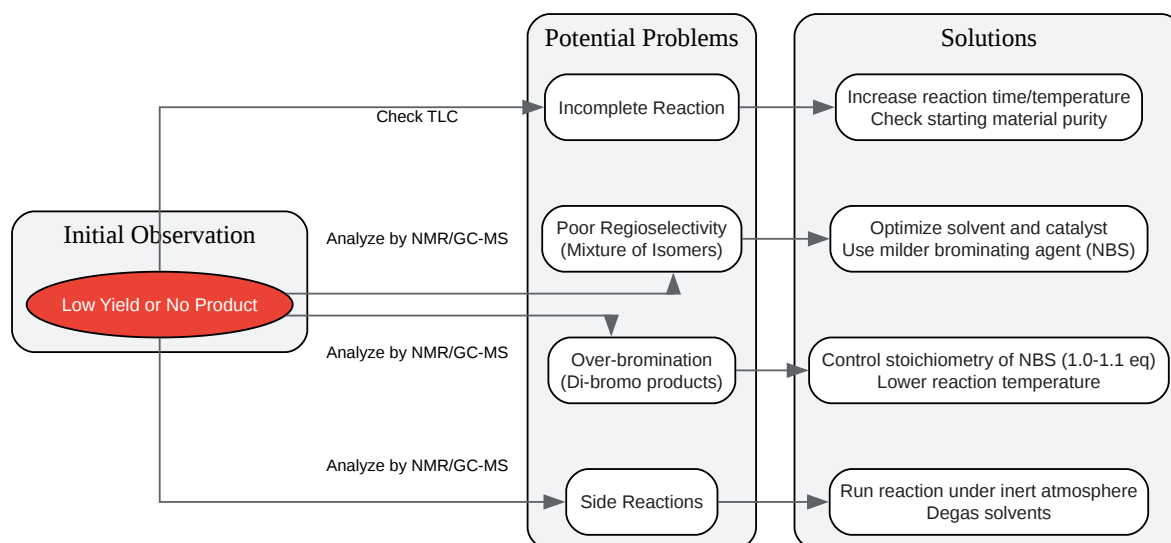 Potential Problems
Solutions
Incomplete Reaction
Increase reaction time/temperature
Check starting material purity
Check TLC
Initial Observation
Analyze by NMR/GC-MS
Poor Regioselectivity
(Mixture of Isomers)
Optimize solvent and catalyst
Use milder brominating agent (NBS)
Low Yield or No Product
Analyze by NMR/GC-MS
Over-bromination
(Di-bromo products)
Control stoichiometry of NBS (1.0-1.1 eq)
Lower reaction temperature
Analyze by NMR/GC-MS
Side Reactions
Run reaction under inert atmosphere
Degas solvents